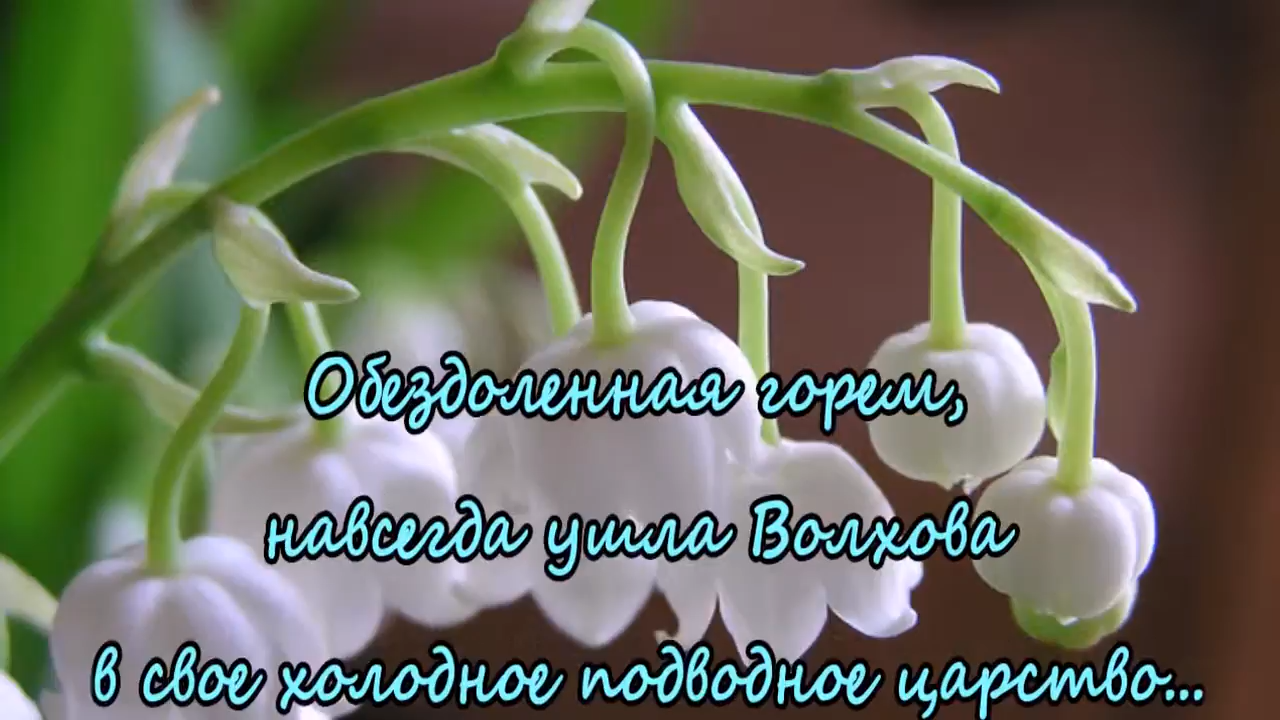 Обездоленная горем,
навсегда ушла Волхова
в свое холодное подводное царство...